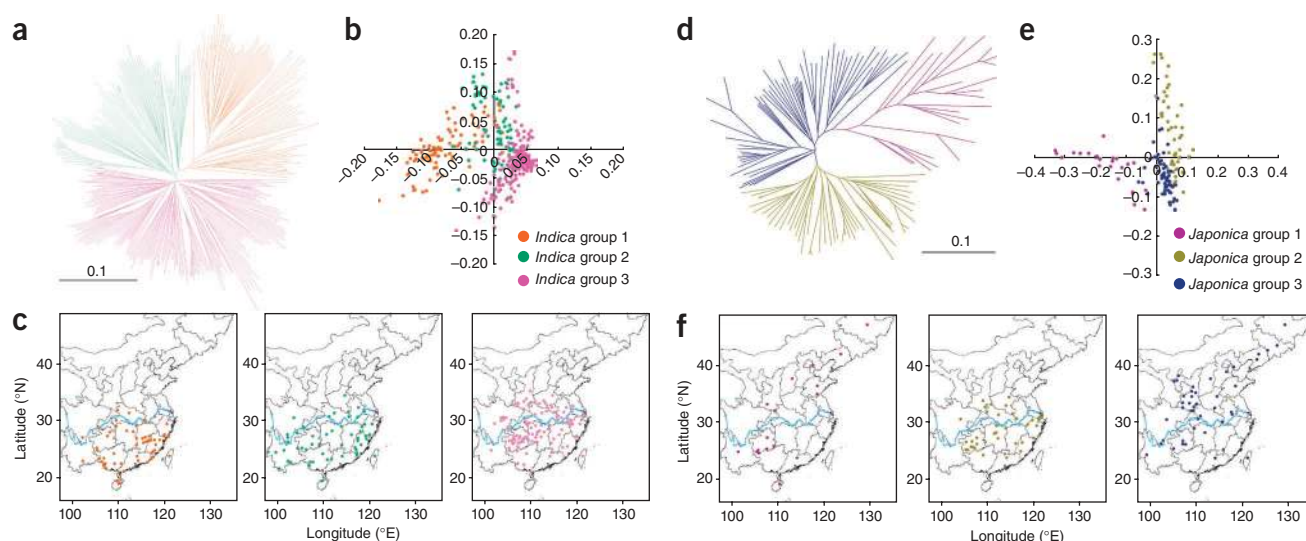 a
0.1
b
0.20
0.15
0.10
0.05
0
−0.05
−0.10
−0.15
−0.20
−0.20
−0.15
−0.10
−0.05
0
0.05
0.10
0.15
0.20
Indica group 1
Indica group 2
Indica group 3
c
Latitude (°N)
40
30
20
100 110 120 130
100 110 120 130
100 110 120 130
Longitude (°E)
d
0.1
e
0.3
0.2
0.1
0
−0.1
−0.2
−0.3
−0.4 −0.3 −0.2 −0.1 0 0.1 0.2 0.3 0.4
Japonica group 1
Japonica group 2
Japonica group 3
f
Latitude (°N)
40
30
20
100 110 120 130
100 110 120 130
100 110 120 130
Longitude (°E)